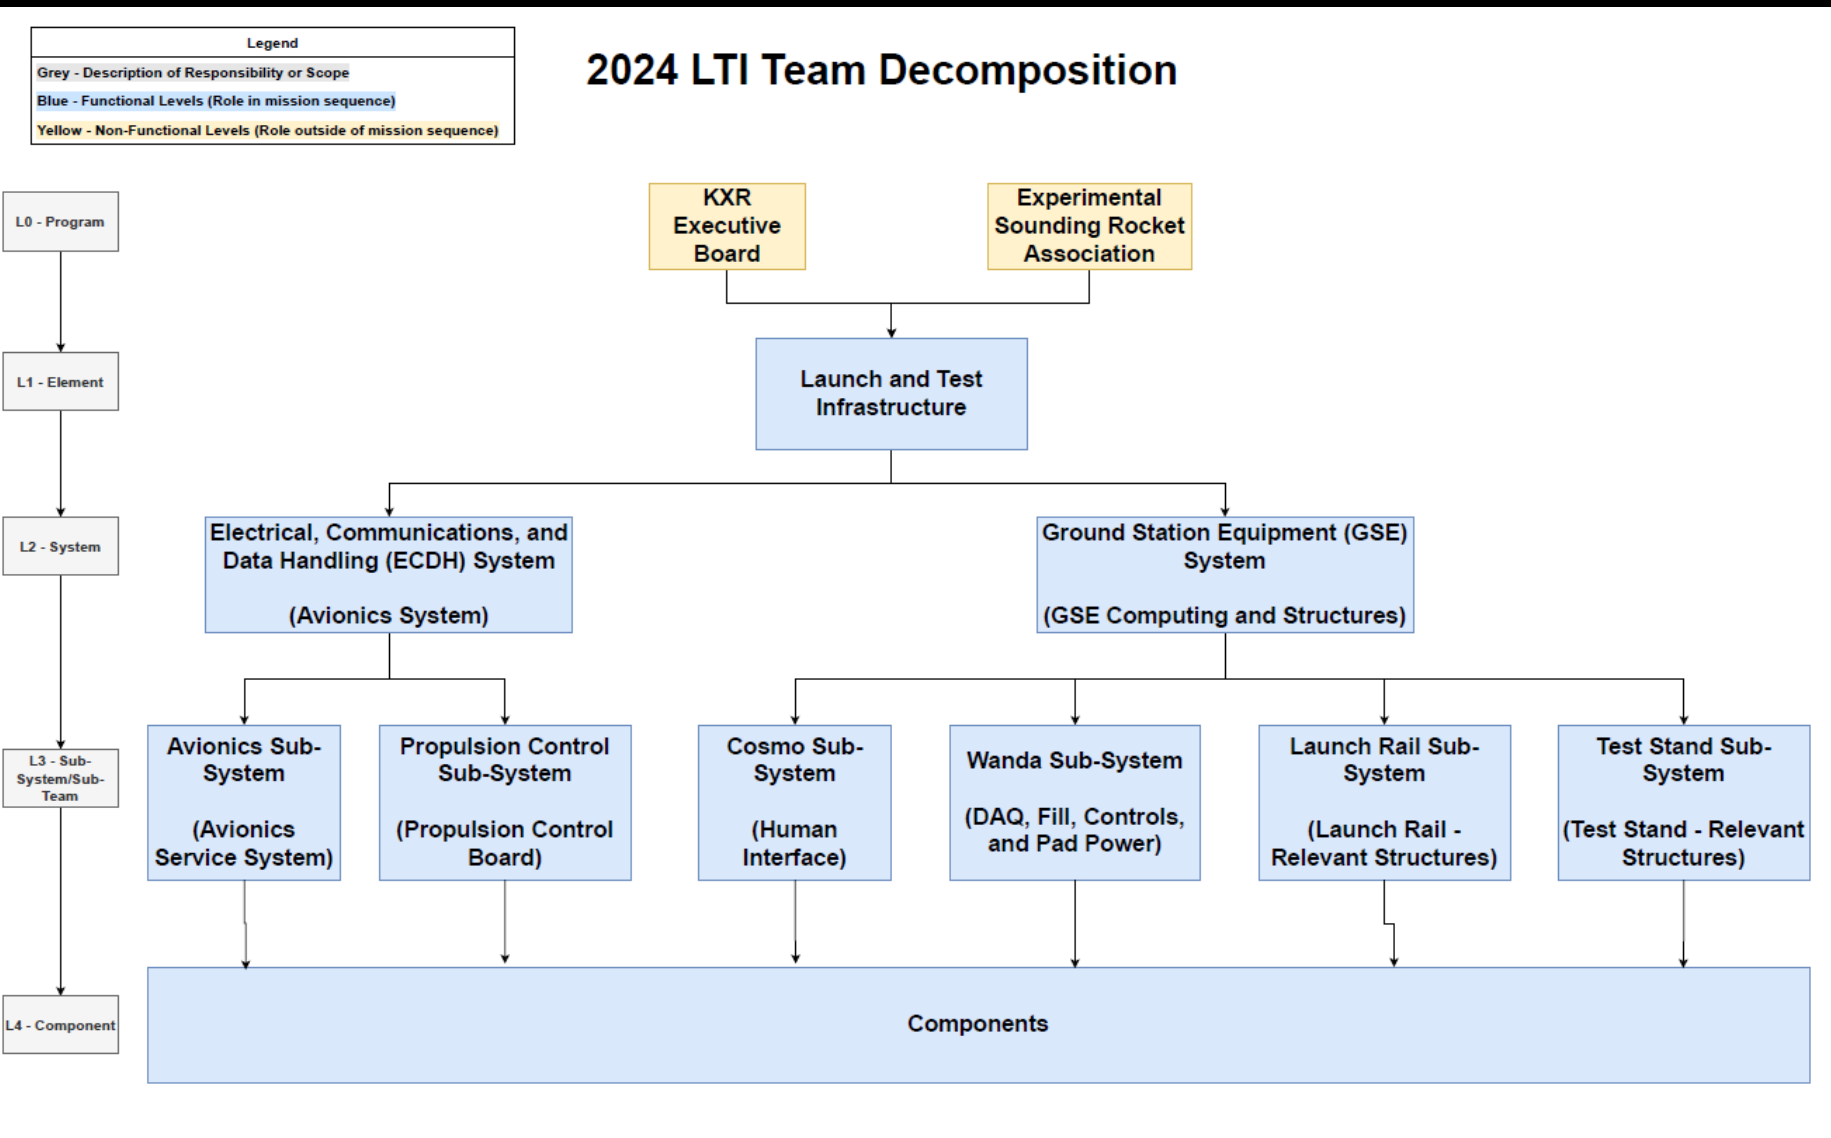 Legend
Grey - Description of Responsibility or Scope
Blue - Functional Levels (Role in mission sequence)
Yellow - Non-Functional Levels (Role outside of mission sequence)
2024 LTI Team Decomposition
L0 - Program
KXR
Executive
Board
Experimental
Sounding Rocket
Association
L1 - Element
Launch and Test
Infrastructure
L2 - System
Electrical, Communications, and
Data Handling (ECDH) System
(Avionics System)
Ground Station Equipment (GSE)
System
(GSE Computing and Structures)
L3 - Sub-
System/Sub-
Team
Avionics Sub-
System
(Avionics
Service System)
Propulsion Control
Sub-System
(Propulsion Control
Board)
Cosmo Sub-
System
(Human
Interface)
Wanda Sub-System
(DAQ, Fill, Controls,
and Pad Power)
Launch Rail Sub-
System
(Launch Rail -
Relevant Structures)
Test Stand Sub-
System
(Test Stand - Relevant
Structures)
L4 - Component
Components